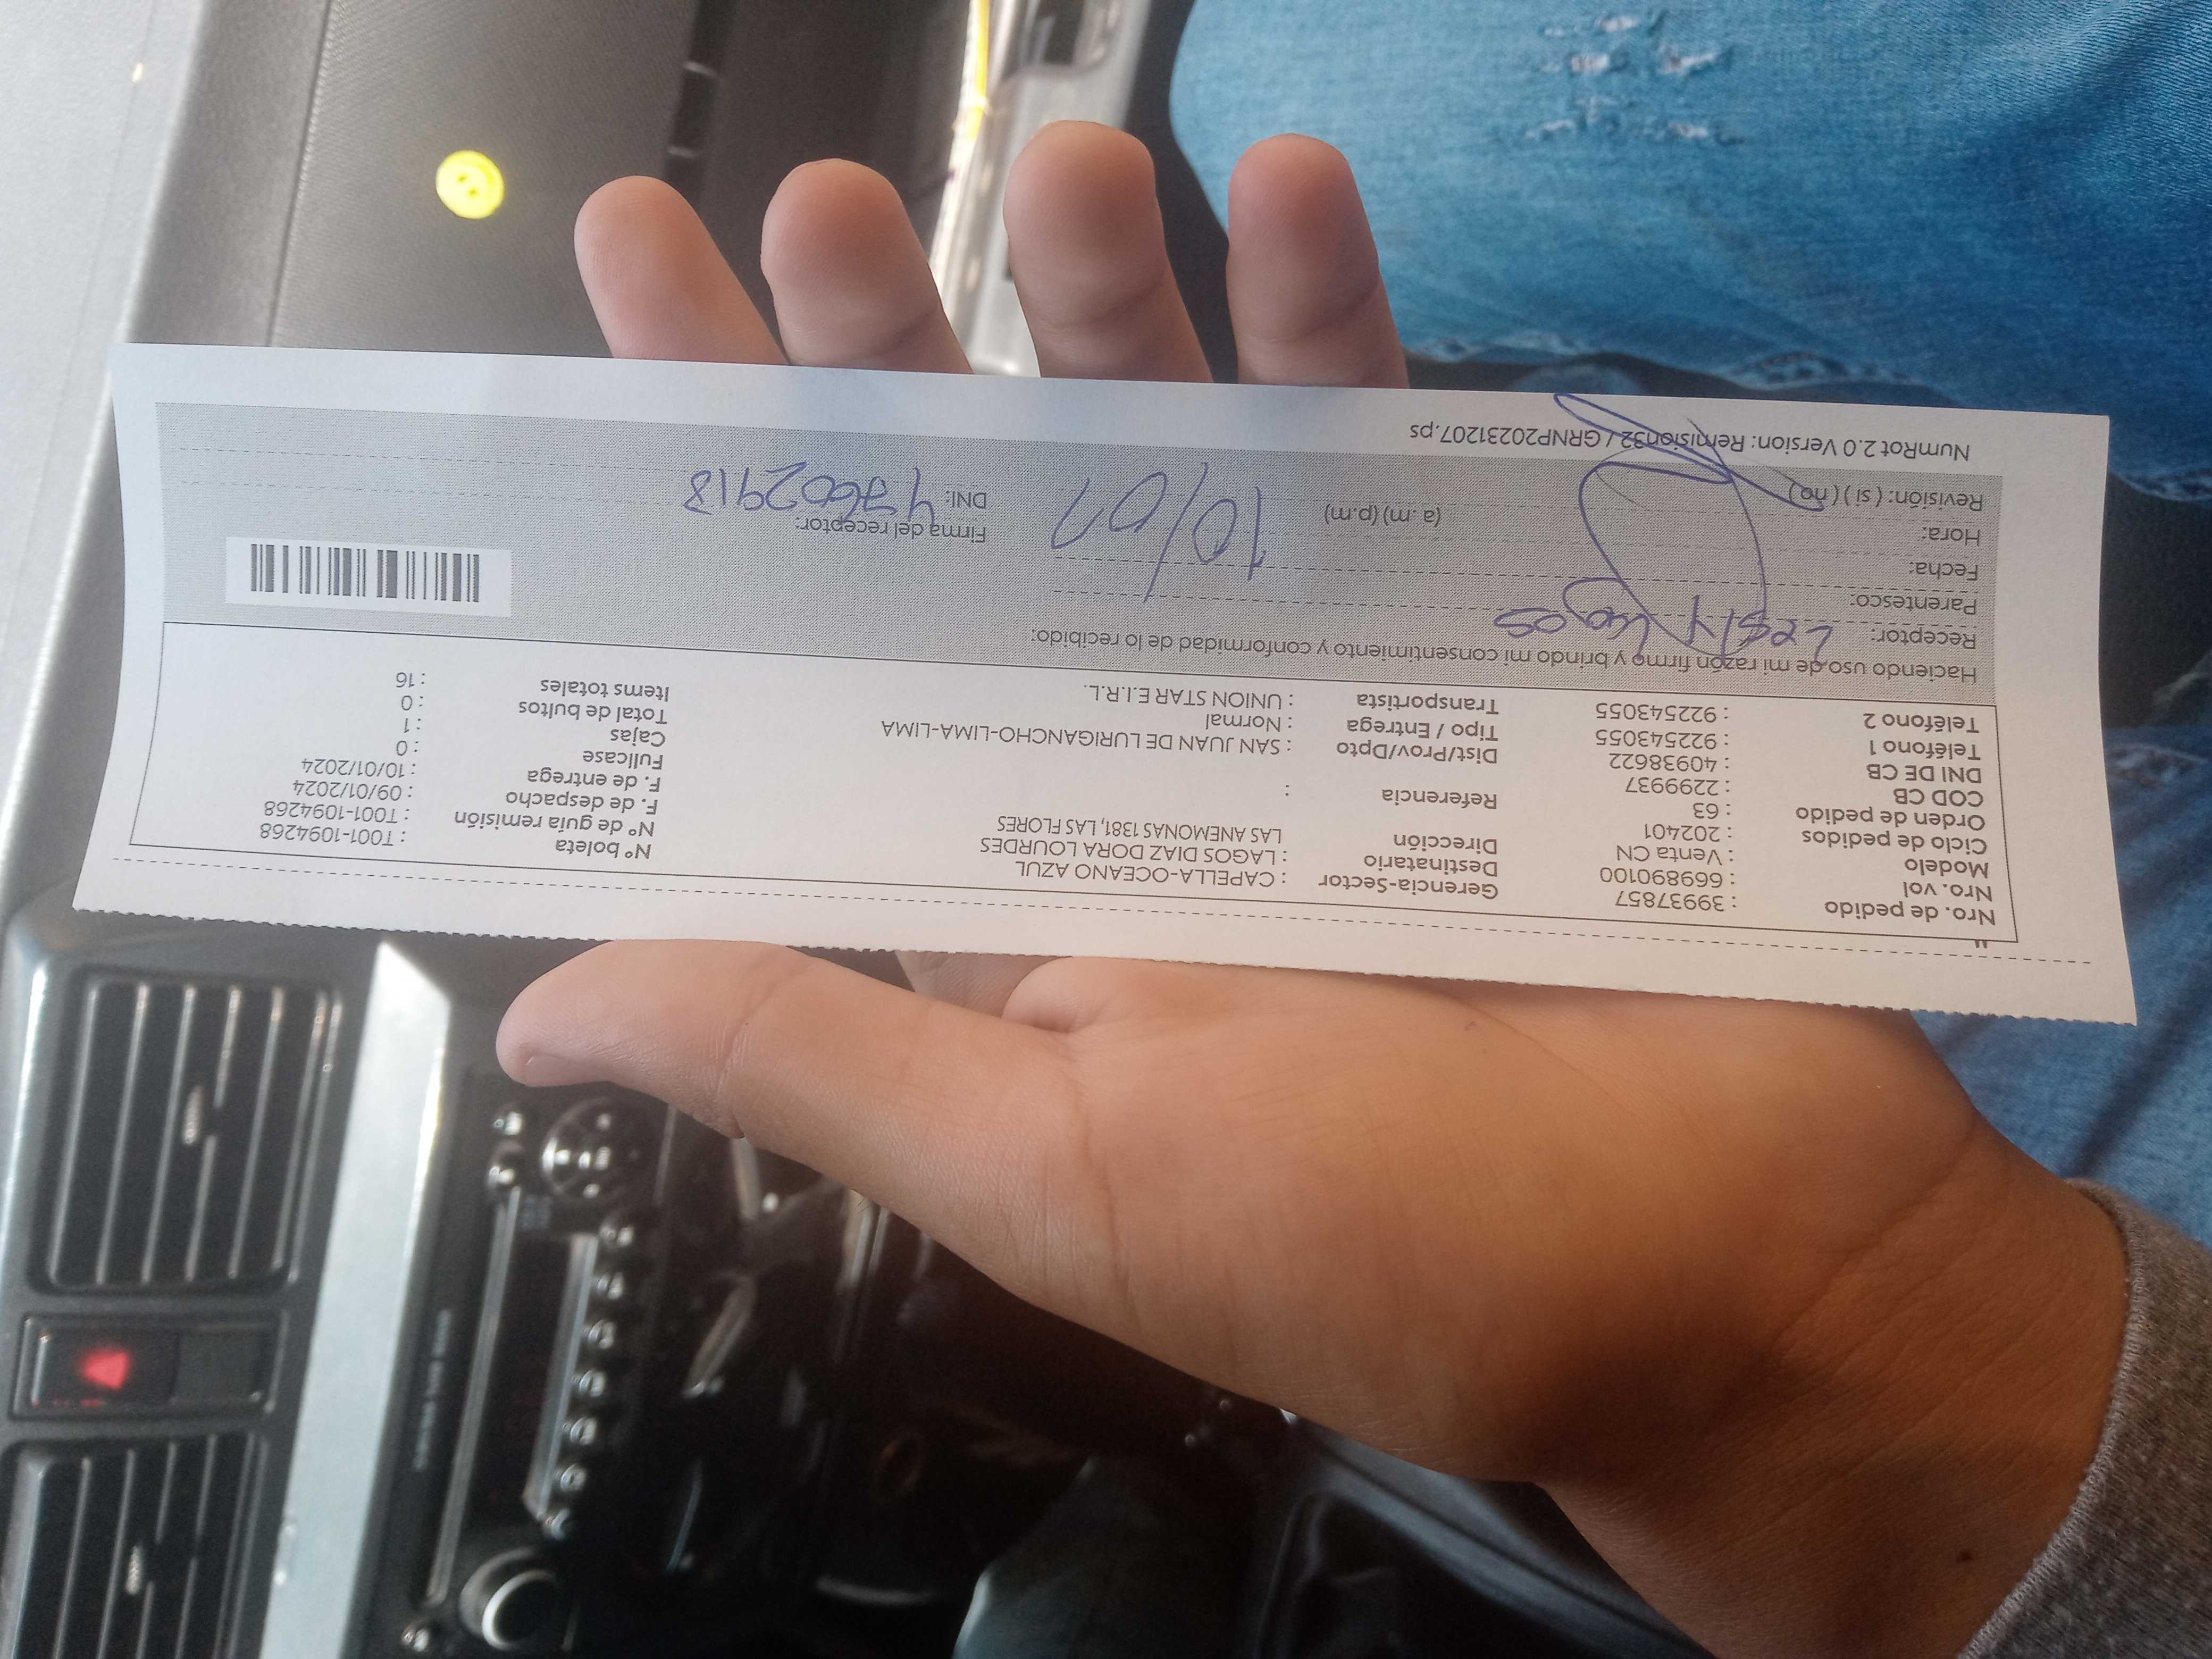 Nro. de pedido : 39937857 Gerencia-Sector : CAPELLA-OCEANO AZUL Nº boleta : T001-1094268
Nro. vol : 669890100 Destinatario : LAGOS DIAZ DORA LOURDES Nº de guía remisión : T001-1094268
Modelo : Venta CN Dirección LAS ANEMONAS 1381, LAS FLORES F. de despacho : 09/01/2024
Ciclo de pedidos : 202401 F. de entrega : 10/01/2024
Orden de pedido : 63 Referencia : Fullcase : 0
COD CB : 2299937 Cajas : 1
DNI DE CB : 40938622 Dist/Prov/Dpto : SAN JUAN DE LURIGANCHO-LIMA-LIMA Total de bultos : 0
Teléfono 1 : 922543055 Tipo / Entrega : Normal Items totales : 16
Teléfono 2 : 922543055 Transportista : UNION STAR E.I.R.L.
Haciendo uso de mi razón firmo y brindo mi consentimiento y conformidad de lo recibido:
Receptor: Lesly Lagos
Parentesco:
Fecha: 10/01
Hora: (a. m) (p.m) Firma del receptor:
Revisión: ( si ) ( no ) DNI: 47602918
NumRot 2.0 Version: Remision32 / GRNP20231207.ps